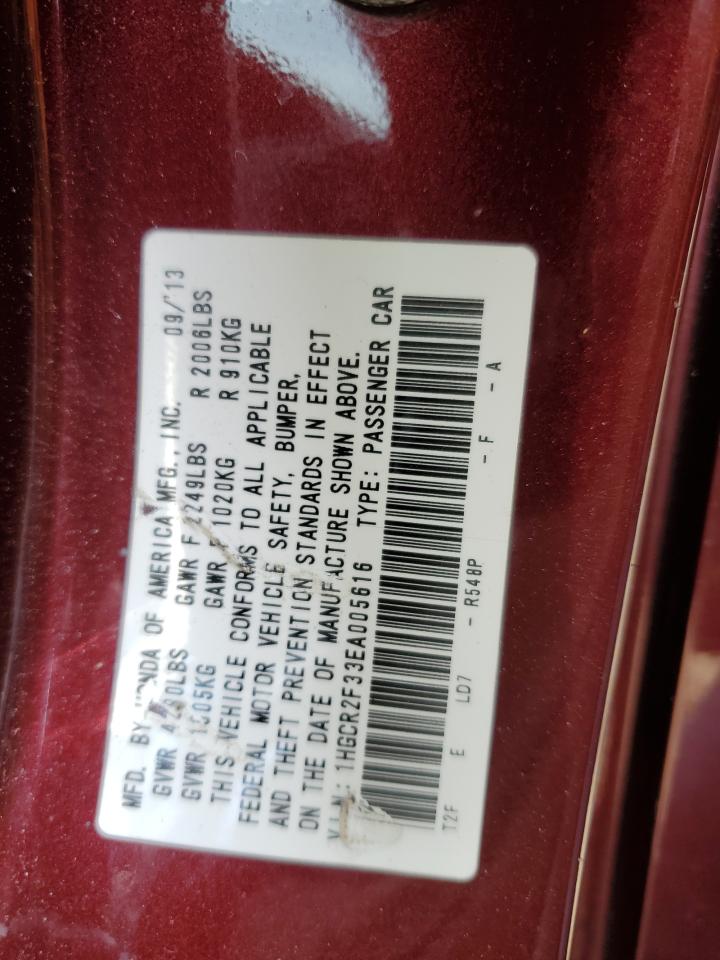 MFD. BY HONDA OF AMERICA MFG., INC. 09/'13
GVWR LBS GAWR F 2249LBS R 2006LBS
GVWR 1905KG GAWR 1020KG R 910KG
THIS VEHICLE CONFORMS TO ALL APPLICABLE
FEDERAL MOTOR VEHICLE SAFETY, BUMPER,
AND THEFT PREVENTION STANDARDS IN EFFECT
ON THE DATE OF MANUFACTURE SHOWN ABOVE.
V.I.N.: 1HGCR2F33EA005616 TYPE: PASSENGER CAR
T2F E LD7 - R548P - F - A